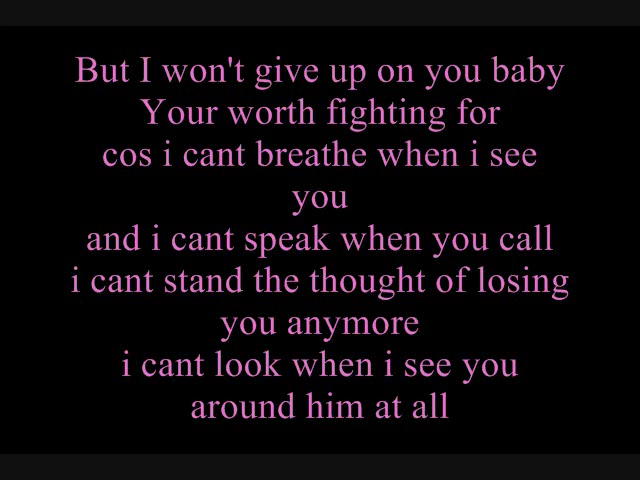 But I won't give up on you baby
Your worth fighting for
cos i cant breathe when i see
you
and i cant speak when you call
i cant stand the thought of losing
you anymore
i cant look when i see you
around him at all